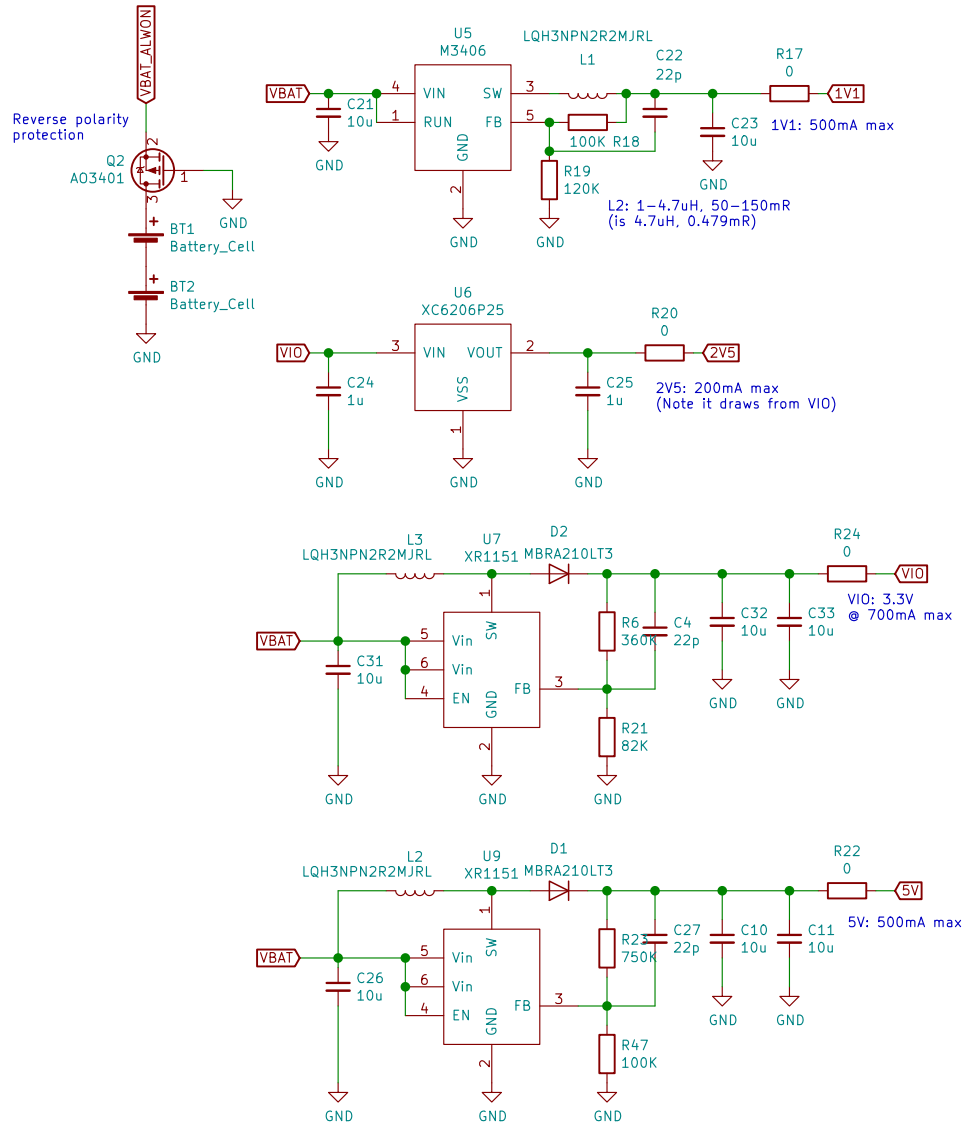 VBAT_ALWON
Reverse polarity
protection
Q2
AO3401
2
1
3
GND
+
BT1
Battery_Cell
+
BT2
Battery_Cell
GND
U5
M3406
VBAT
C21
10u
GND
4
VIN
1
RUN
SW
3
FB
5
GND
2
GND
LQH3NPN2R2MJRL
L1
C22
22p
100K R18
R19
120K
GND
C23
10u
GND
R17
0
1V1
1V1: 500mA max
L2: 1-4.7uH, 50-150mR
(is 4.7uH, 0.479mR)
U6
XC6206P25
VIO
C24
1u
GND
3
VIN
VOUT
2
VSS
1
GND
C25
1u
GND
R20
0
2V5
2V5: 200mA max
(Note it draws from VIO)
L3
LQH3NPN2R2MJRL
U7
XR1151
D2
MBRA210LT3
R24
0
VIO
VIO: 3.3V
@ 700mA max
VBAT
C31
10u
GND
1
SW
5
Vin
6
Vin
4
EN
FB
3
GND
2
GND
R6
360K
C4
22p
R21
82K
GND
C32
10u
GND
C33
10u
GND
L2
LQH3NPN2R2MJRL
U9
XR1151
D1
MBRA210LT3
R22
0
5V
5V: 500mA max
VBAT
C26
10u
GND
1
SW
5
Vin
6
Vin
4
EN
FB
3
GND
2
GND
R23
750K
C27
22p
R47
100K
GND
C10
10u
GND
C11
10u
GND